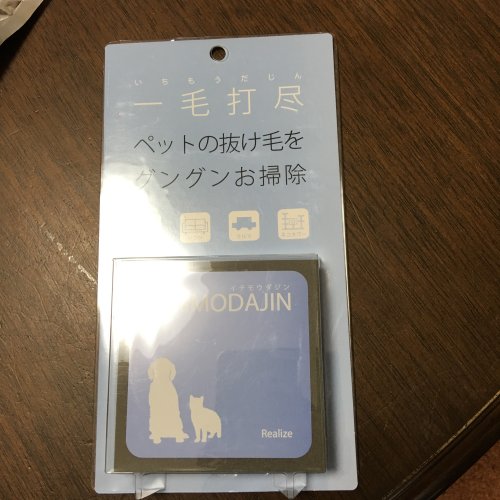 いちもうだじん
一毛打尽
ペットの抜け毛を
グングンお掃除
イチモウダジン
MODAJIN
Realize